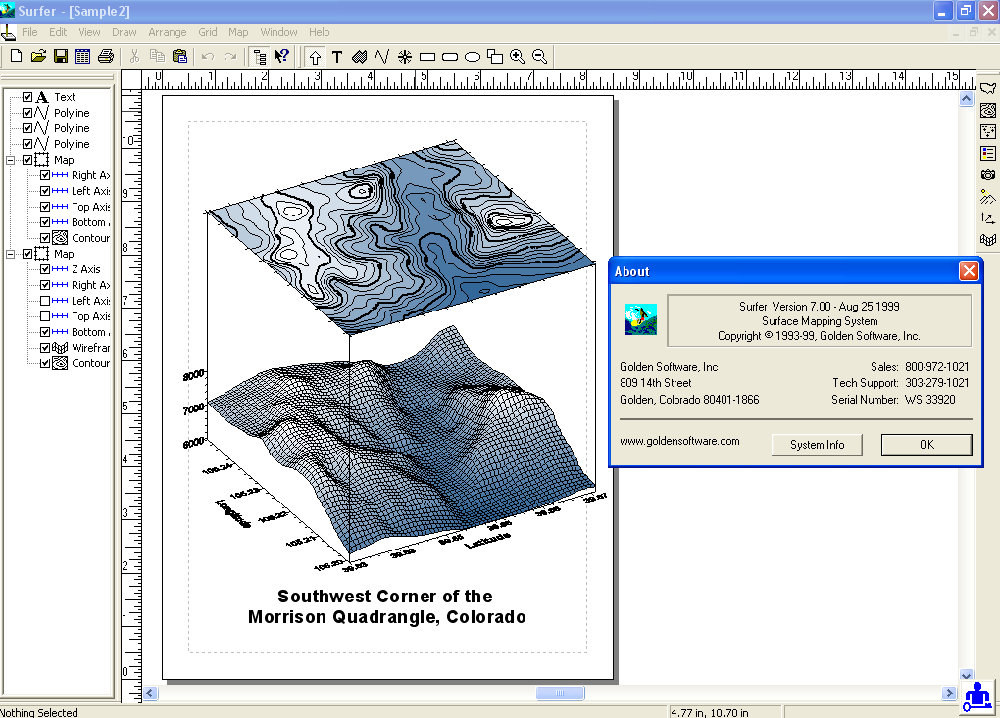 Surfer - [Sample2]
File Edit View Draw Arrange Grid Map Window Help
0 1 2 3 4 5 6 7 8 9 10 11 12 13 14 15
Text
Polyline
Polyline
Polyline
Map
Right Ax
Left Axis
Top Axis
Bottom
Contour
Map
Z Axis
Right Ax
Left Axis
Top Axis
Bottom
Wirefran
Contour
10
9
8
7
6
5
4
3
2
1
0
8000
7000
6000
105.24
105.23
105.22
105.21
105.20
Longitude
39.63
39.65
39.66
39.67
Latitude
Southwest Corner of the
Morrison Quadrangle, Colorado
About
Surfer Version 7.00 - Aug 25 1999
Surface Mapping System
Copyright © 1993-99, Golden Software, Inc.
Golden Software, Inc Sales: 800-972-1021
809 14th Street Tech Support: 303-279-1021
Golden, Colorado 80401-1866 Serial Number: WS 33920
www.goldensoftware.com System Info OK
Nothing Selected 4.77 in, 10.70 in